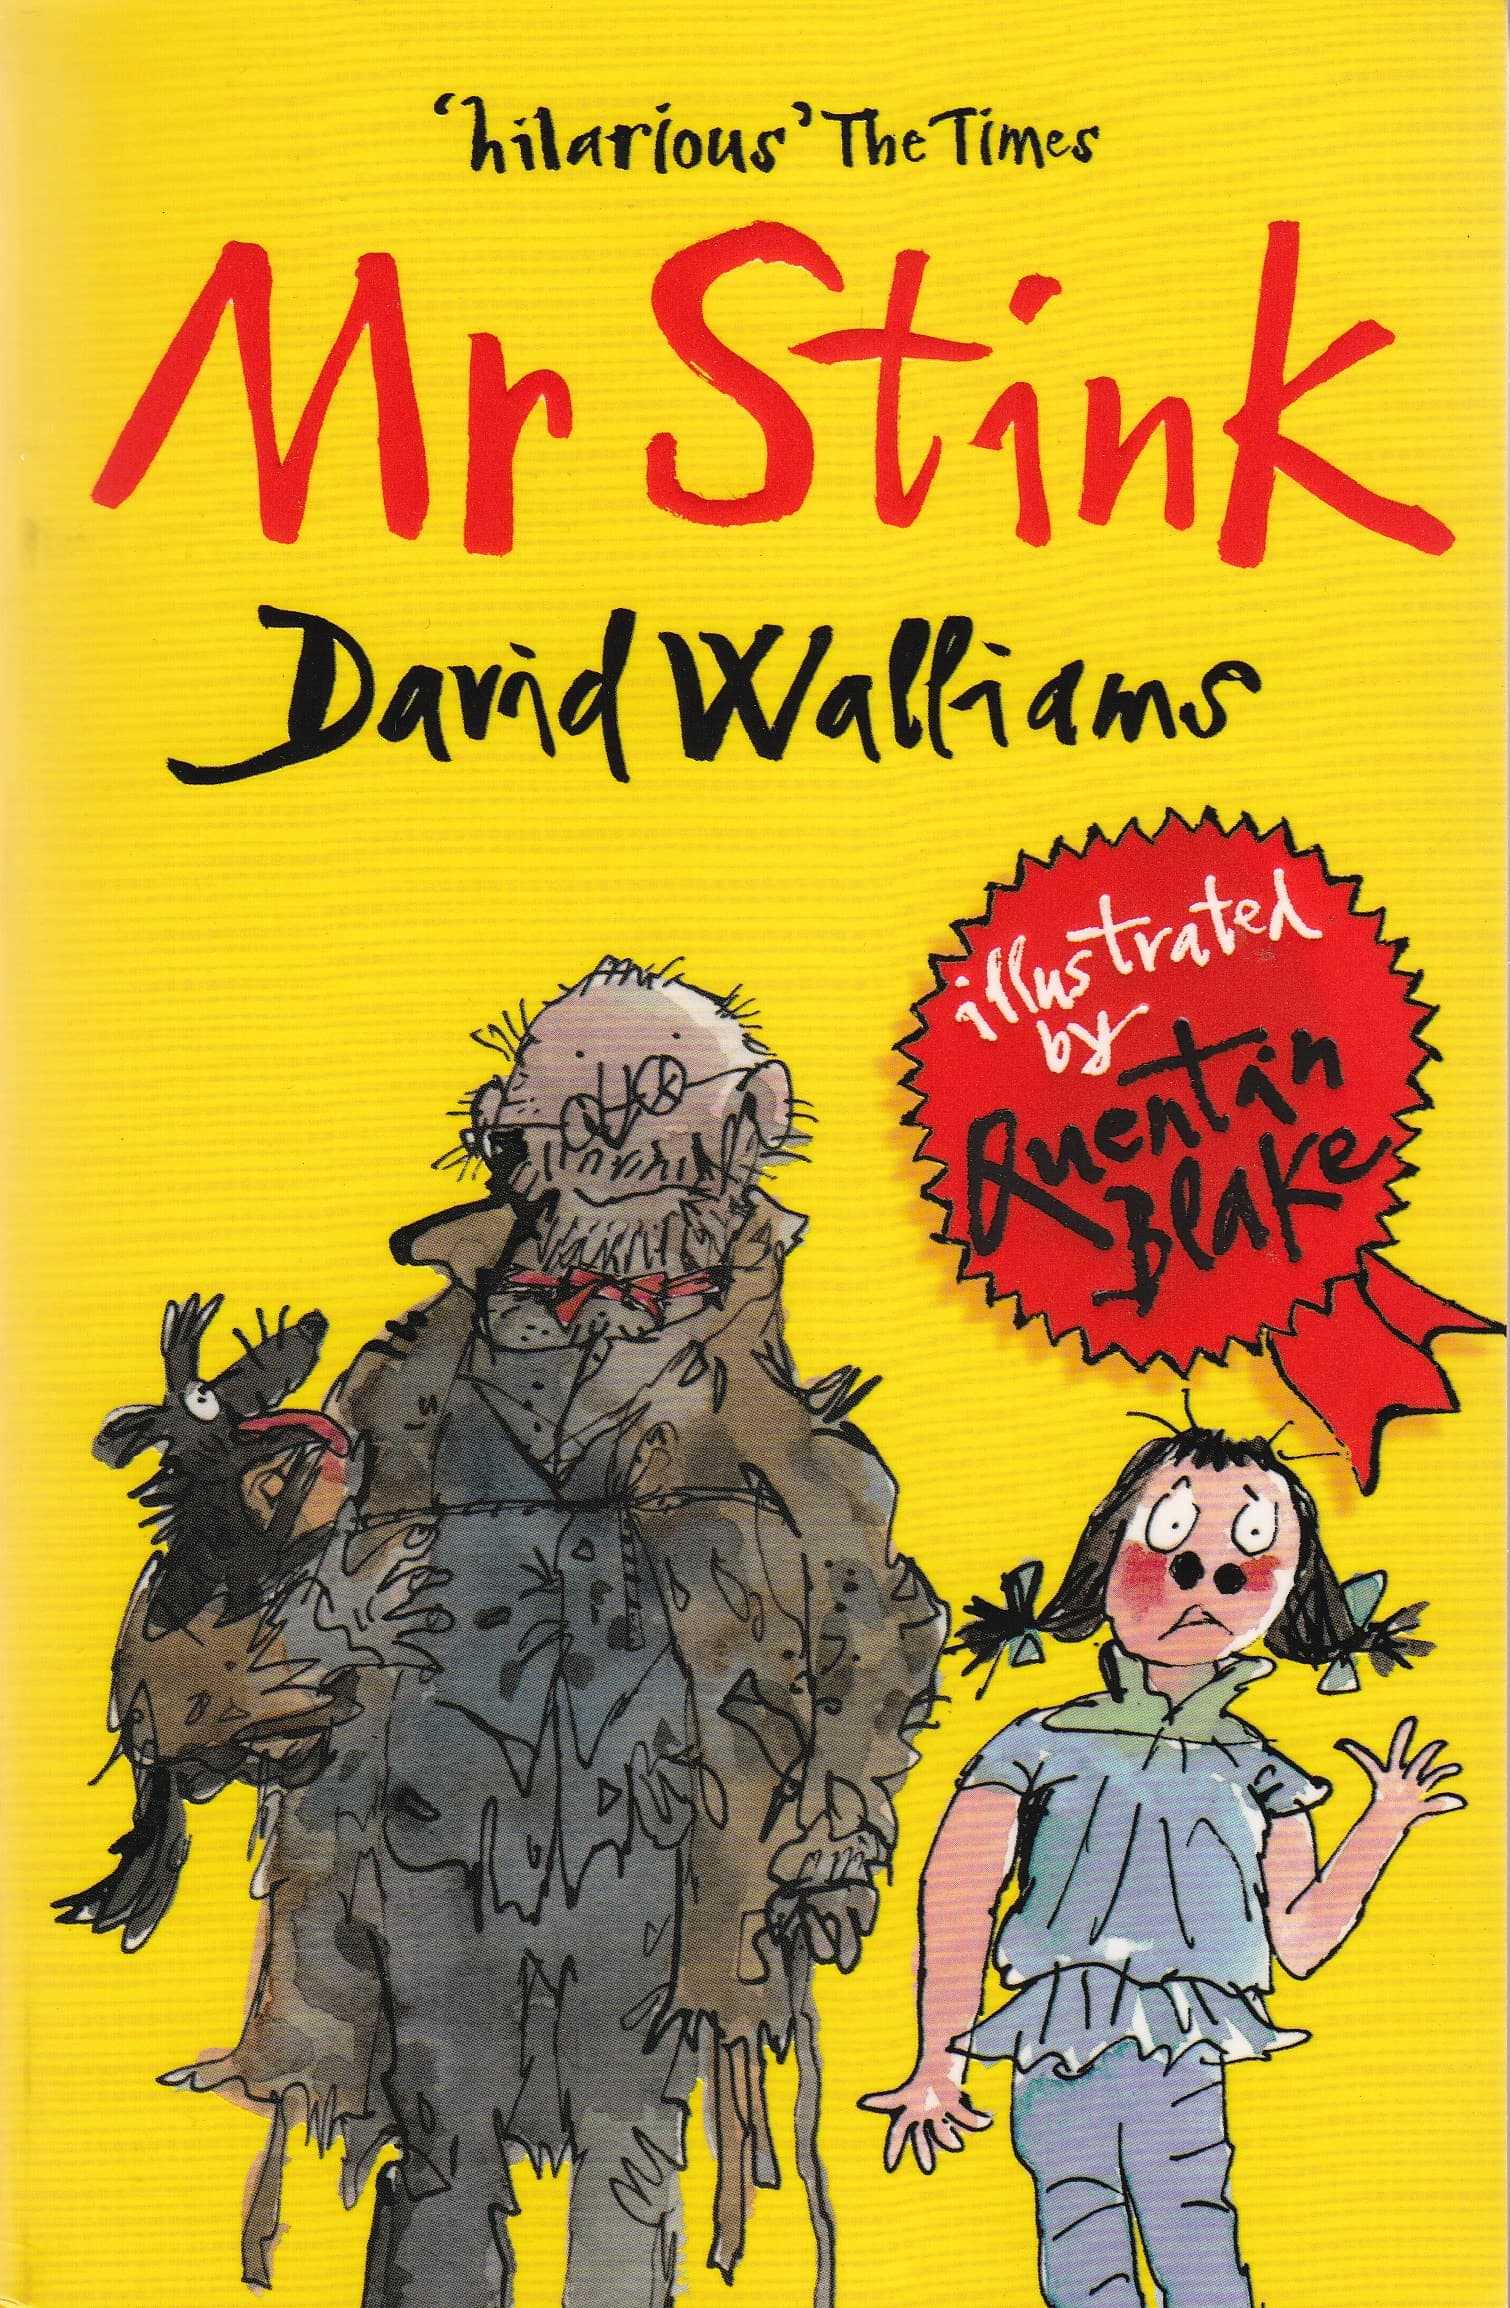 'hilarious' The Times
Mr Stink
David Walliams
illustrated
by
Quentin
Blake